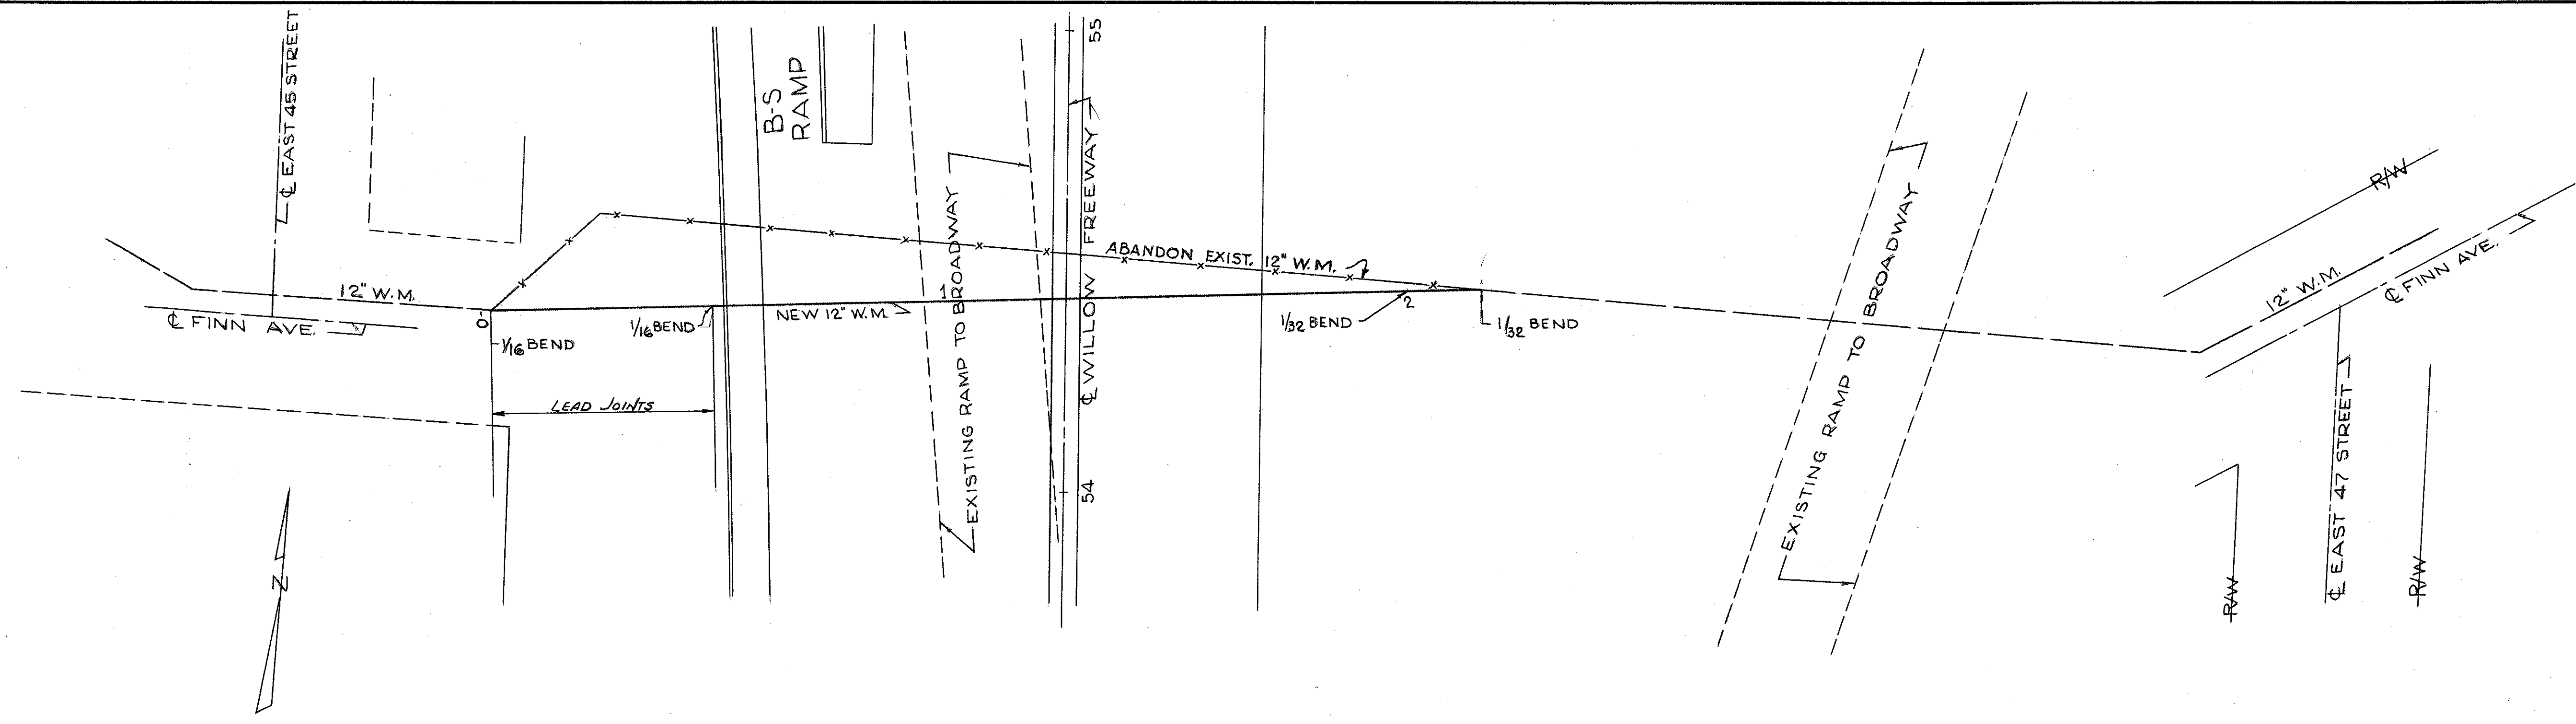 ℄ EAST 45 STREET
B-S
RAMP
55
℄ WILLOW FREEWAY
EXISTING RAMP TO BROADWAY
EXISTING RAMP TO BROADWAY
R/W
12" W.M.
℄ FINN AVE.
ABANDON EXIST. 12" W.M.
12" W.M.
℄ FINN AVE.
0
1/16 BEND
1/16 BEND
NEW 12" W.M.
1
1/32 BEND
2
1/32 BEND
LEAD JOINTS
54
N
R/W
℄ EAST 47 STREET
R/W